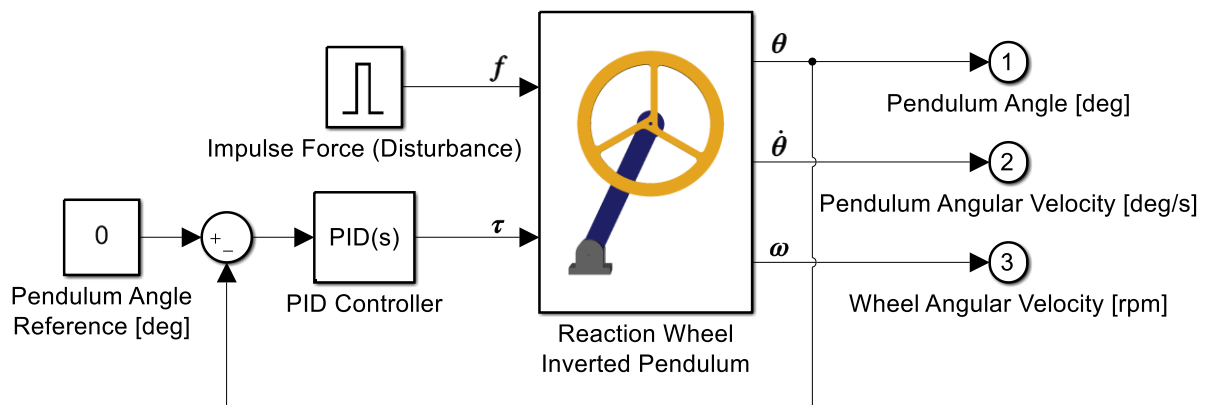 θ
1
f
Pendulum Angle [deg]
Impulse Force (Disturbance)
θ̇
2
Pendulum Angular Velocity [deg/s]
0
+
−
PID(s)
τ
ω
3
Pendulum Angle
Reference [deg]
PID Controller
Wheel Angular Velocity [rpm]
Reaction Wheel
Inverted Pendulum